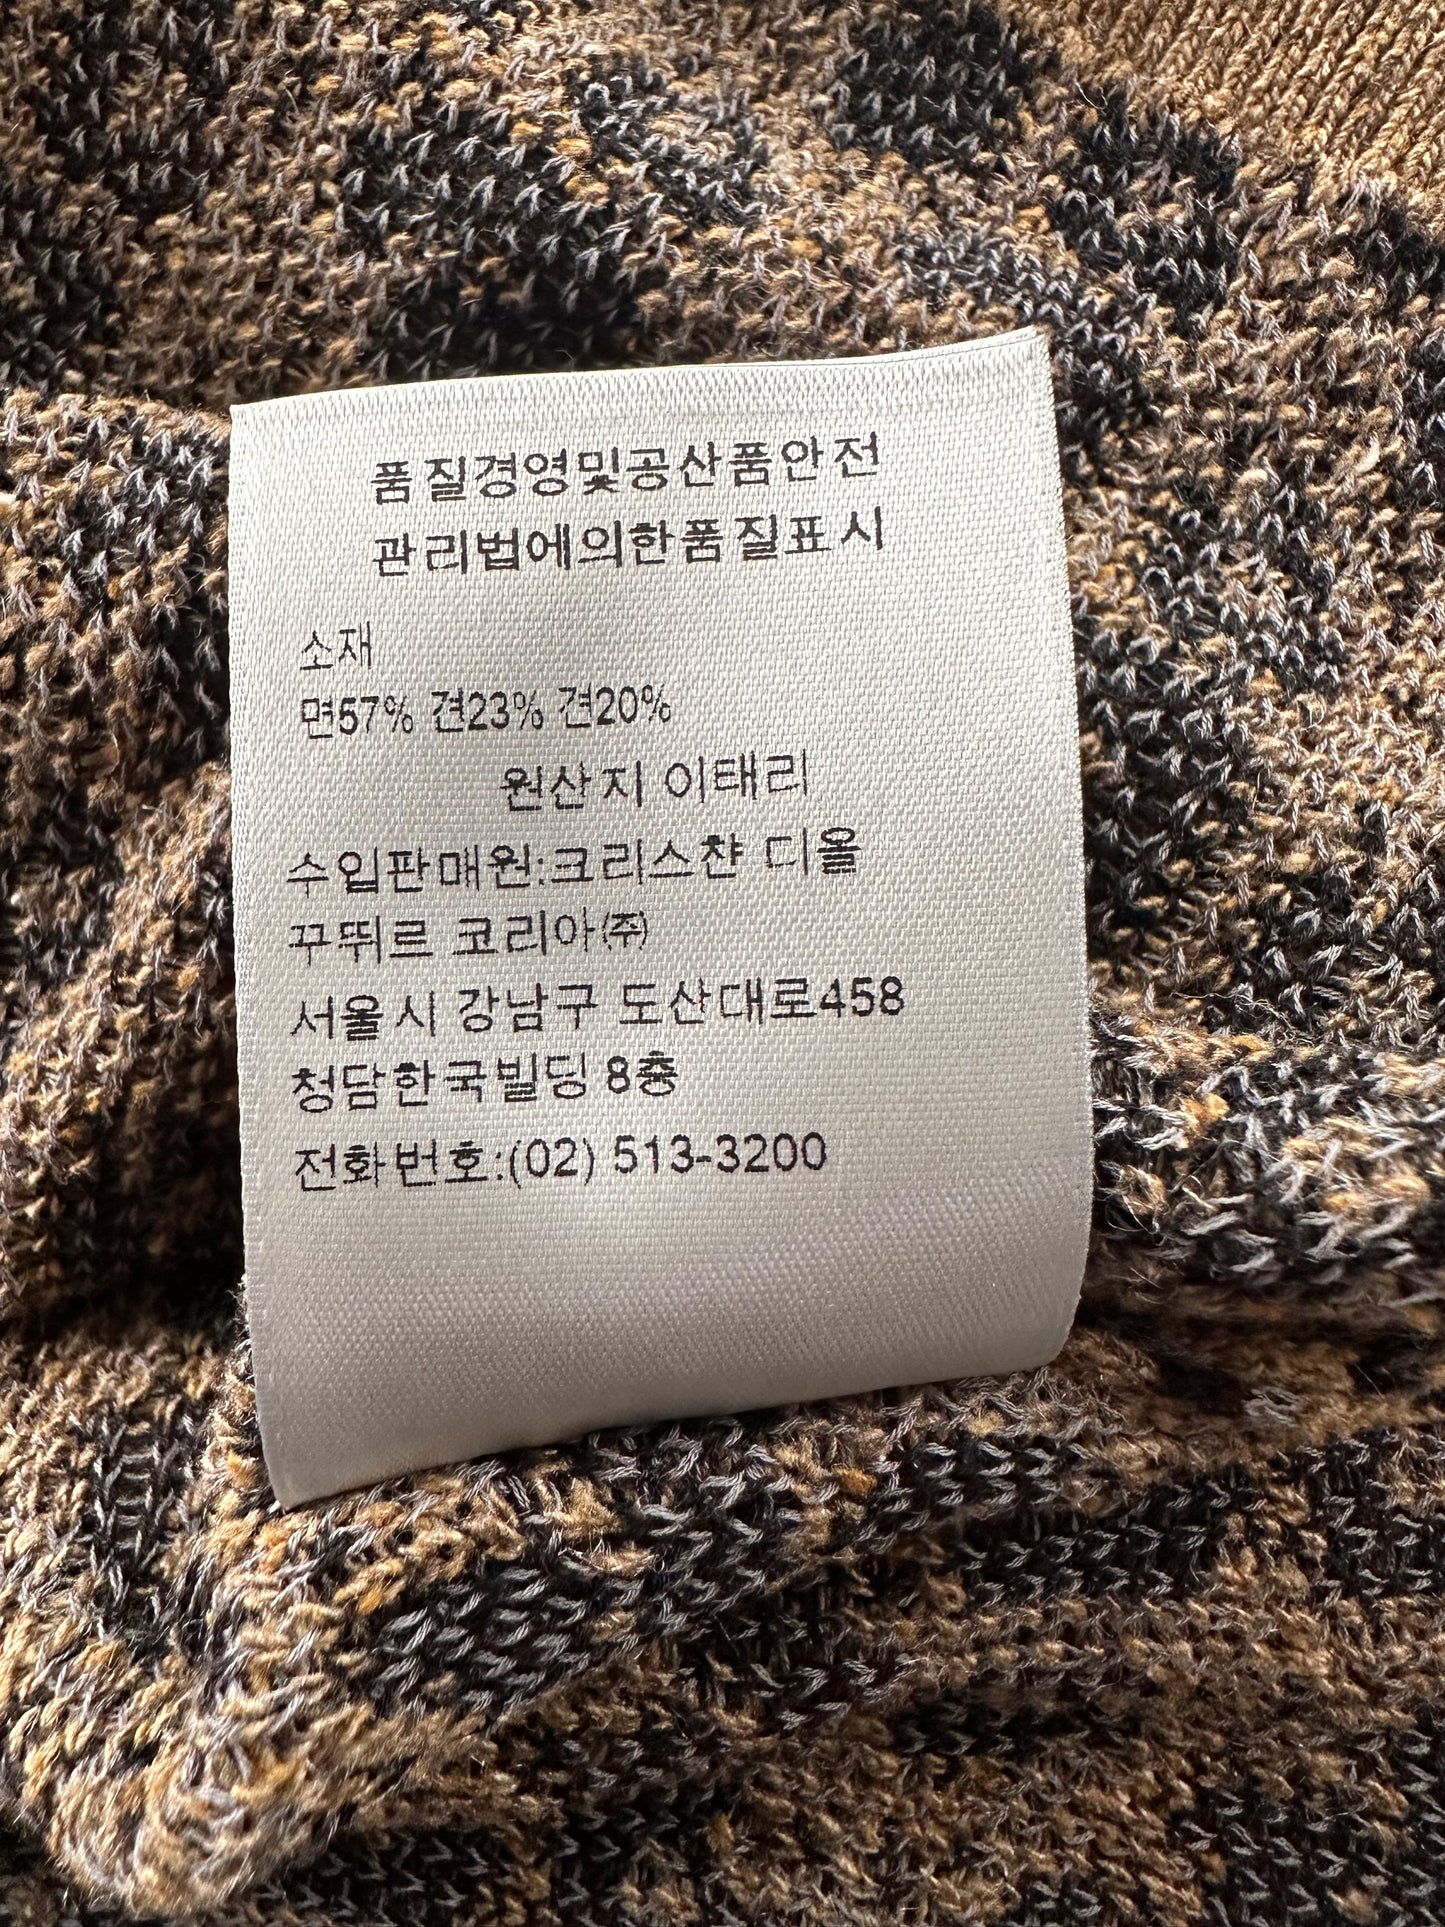 품질경영및공산품안전
관리법에의한품질표시
소재
면57% 견23% 견20%
원산지 이태리
수입판매원:크리스챤 디올
꾸뛰르 코리아㈜
서울시 강남구 도산대로458
청담한국빌딩 8층
전화번호:(02) 513-3200